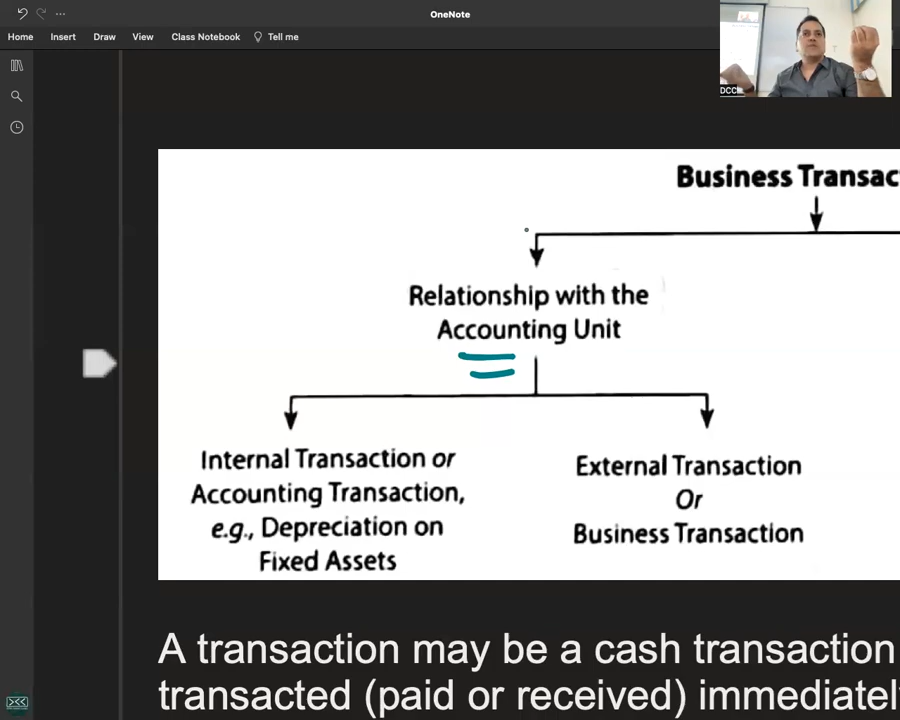 OneNote
Home Insert Draw View Class Notebook Tell me
DCC
Business Transac
Relationship with the
Accounting Unit
Internal Transaction or
Accounting Transaction,
e.g., Depreciation on
Fixed Assets
External Transaction
Or
Business Transaction
A transaction may be a cash transaction
transacted (paid or received) immediately